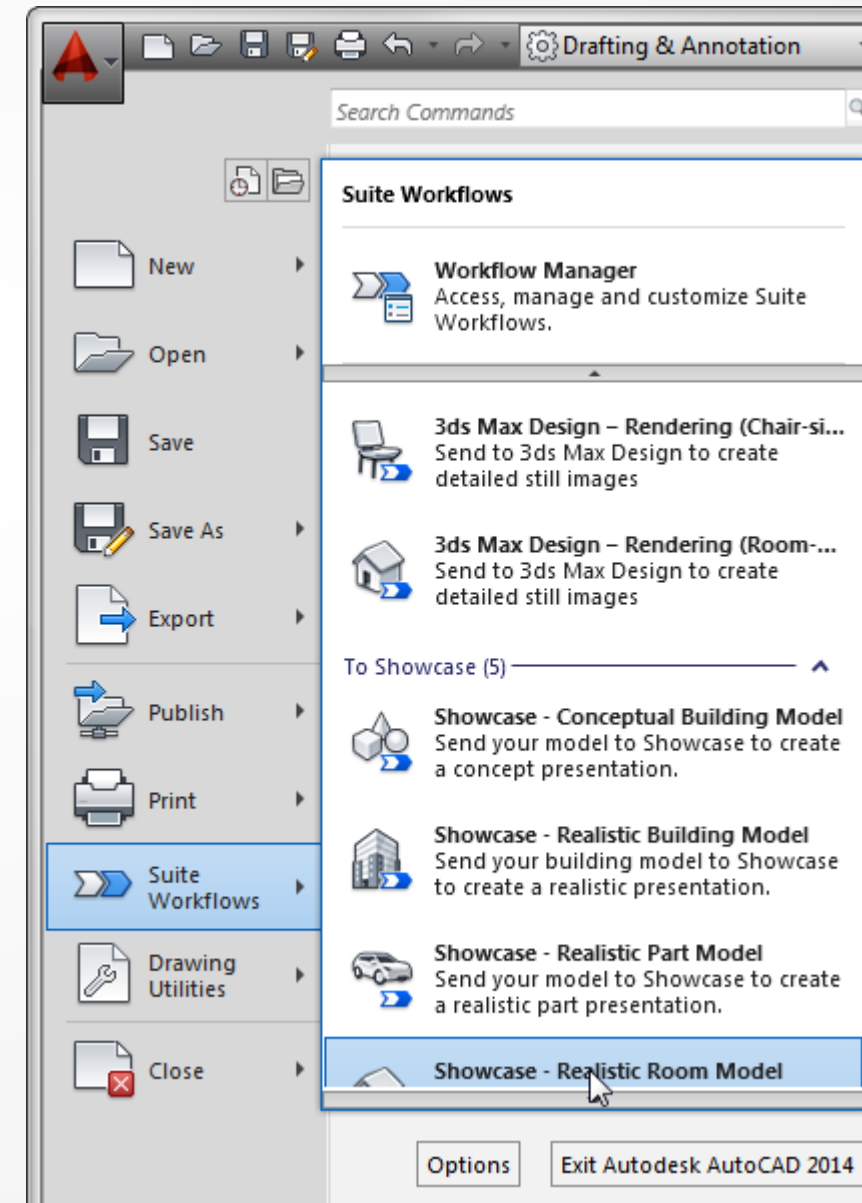 Drafting & Annotation
Search Commands
New
Open
Save
Save As
Export
Publish
Print
Suite
Workflows
Drawing
Utilities
Close
Suite Workflows
Workflow Manager
Access, manage and customize Suite
Workflows.
3ds Max Design – Rendering (Chair-si...
Send to 3ds Max Design to create
detailed still images
3ds Max Design – Rendering (Room-...
Send to 3ds Max Design to create
detailed still images
To Showcase (5)
Showcase - Conceptual Building Model
Send your model to Showcase to create
a concept presentation.
Showcase - Realistic Building Model
Send your building model to Showcase
to create a realistic presentation.
Showcase - Realistic Part Model
Send your model to Showcase to create
a realistic part presentation.
Showcase - Realistic Room Model
Options
Exit Autodesk AutoCAD 2014